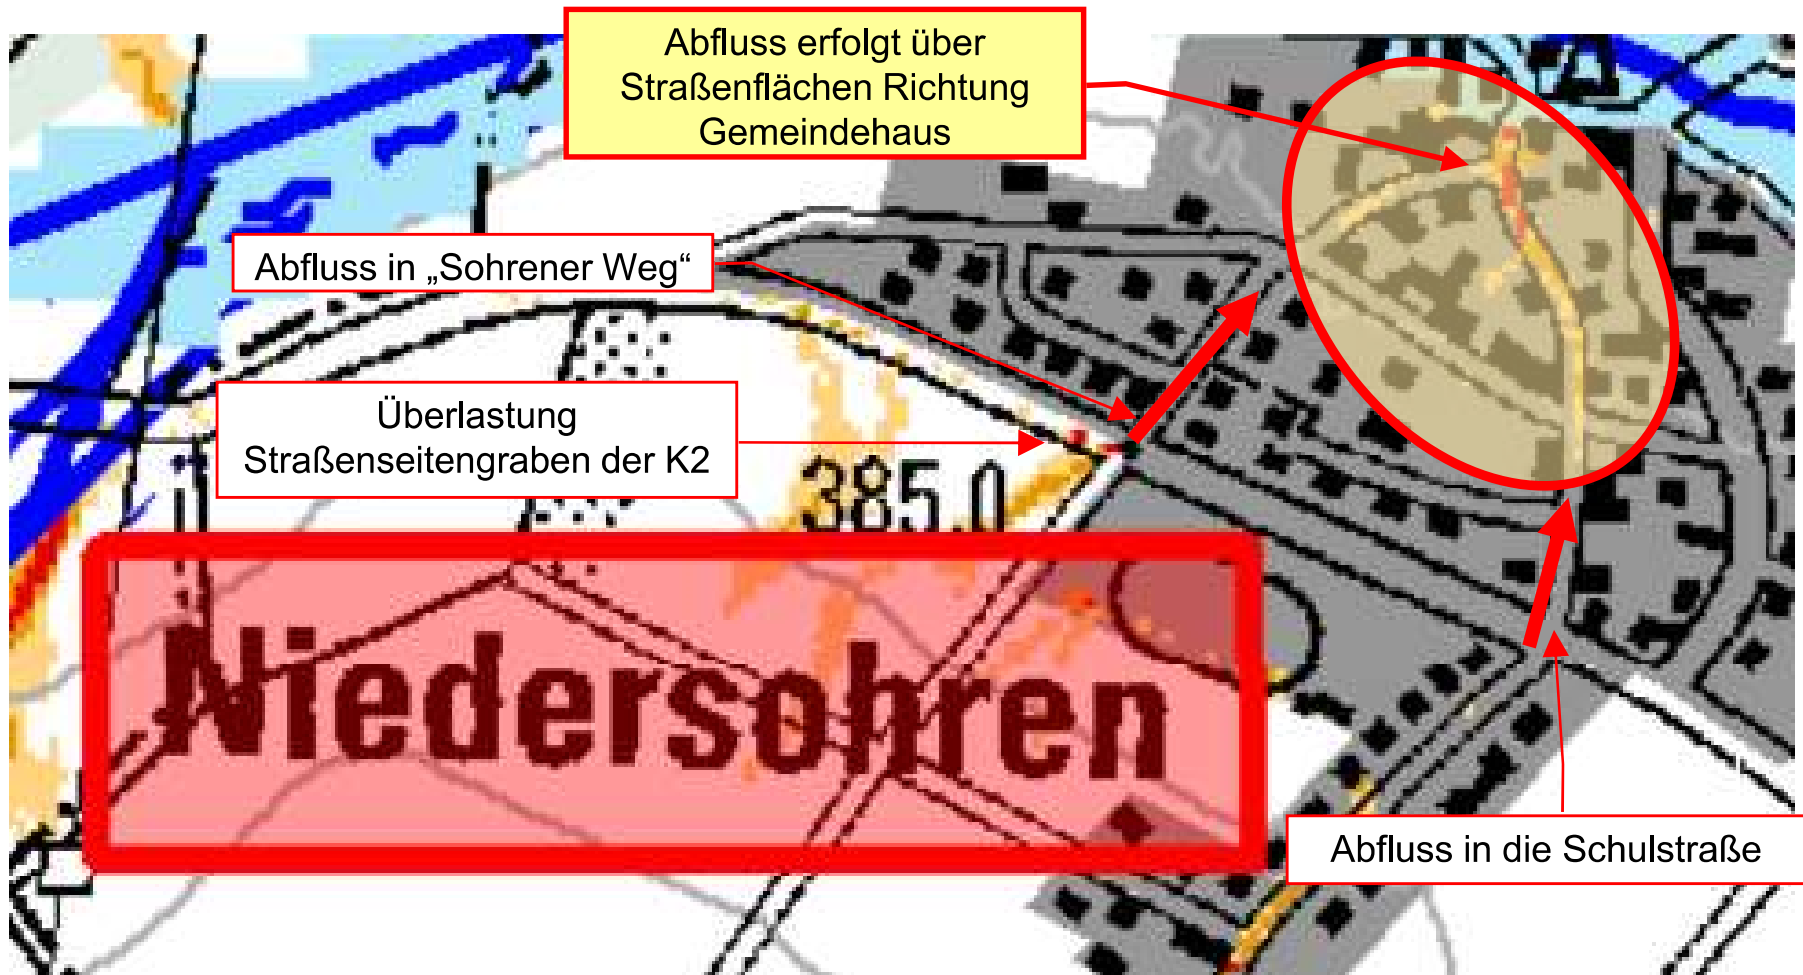 Abfluss erfolgt über
Straßenflächen Richtung
Gemeindehaus
Abfluss in „Sohrener Weg“
Überlastung
Straßenseitengraben der K2
385.0
Niedersohren
Abfluss in die Schulstraße